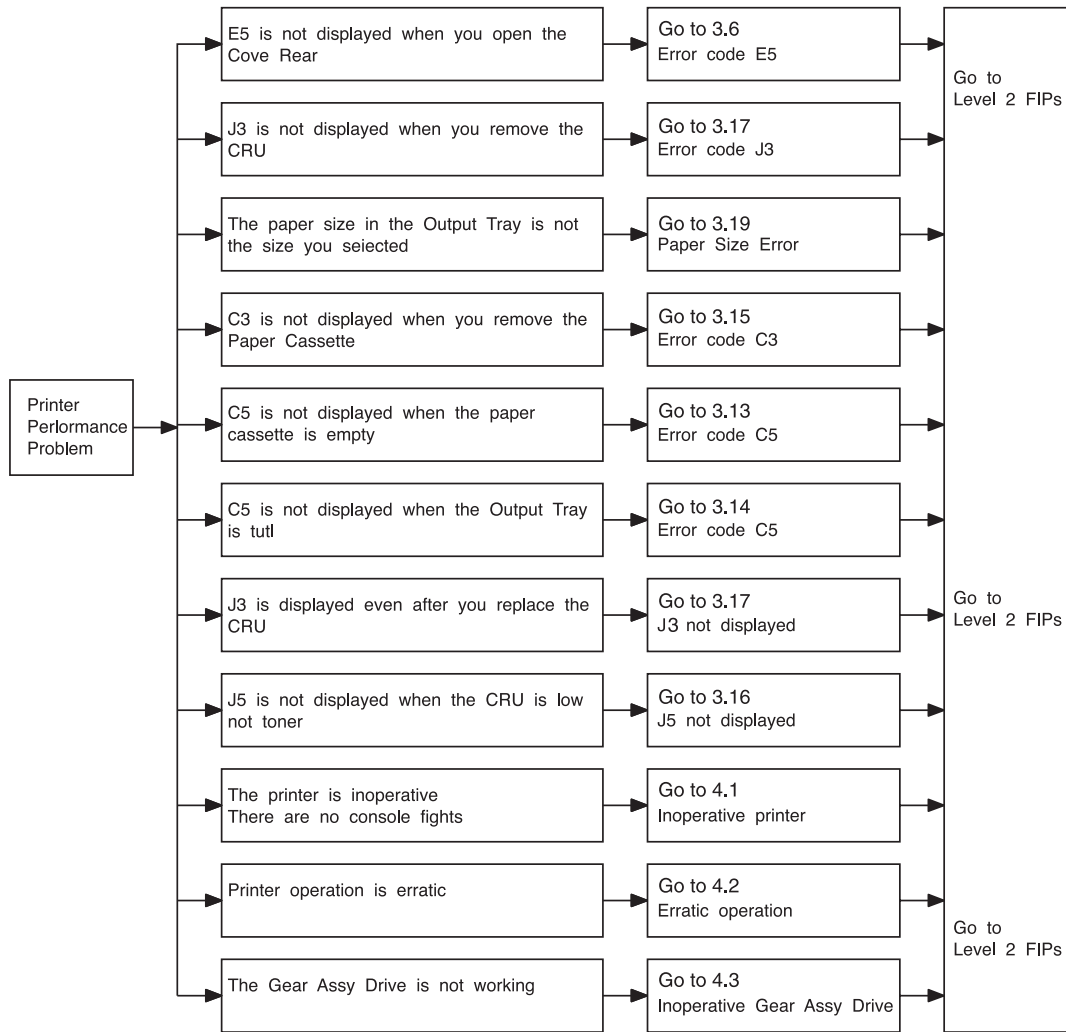 E5 is not displayed when you open the
Cove Rear
Go to 3.6
Error code E5
Go to
Level 2 FIPs
J3 is not displayed when you remove the
CRU
Go to 3.17
Error code J3
The paper size in the Output Tray is not
the size you selected
Go to 3.19
Paper Size Error
C3 is not displayed when you remove the
Paper Cassette
Go to 3.15
Error code C3
Printer
Perlormance
Problem
C5 is not displayed when the paper
cassette is empty
Go to 3.13
Error code C5
C5 is not displayed when the Output Tray
is tutl
Go to 3.14
Error code C5
J3 is displayed even after you replace the
CRU
Go to 3.17
J3 not displayed
Go to
Level 2 FIPs
J5 is not displayed when the CRU is low
not toner
Go to 3.16
J5 not displayed
The printer is inoperative
There are no console fights
Go to 4.1
Inoperative printer
Printer operation is erratic
Go to 4.2
Erratic operation
Go to
Level 2 FIPs
The Gear Assy Drive is not working
Go to 4.3
Inoperative Gear Assy Drive